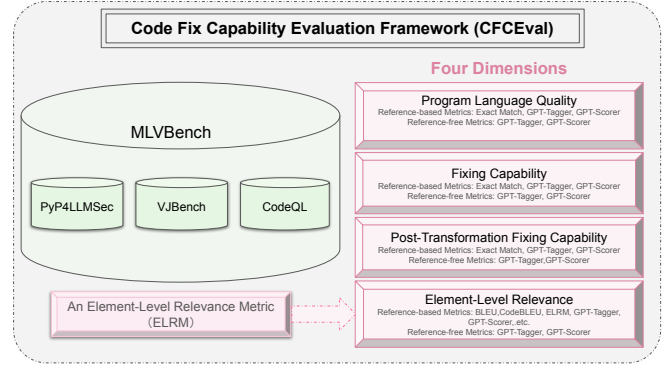 Code Fix Capability Evaluation Framework (CFCEval)
Four Dimensions
MLVBench
PyP4LLMSec
VJBench
CodeQL
An Element-Level Relevance Metric
(ELRM)
Program Language Quality
Reference-based Metrics: Exact Match, GPT-Tagger, GPT-Scorer
Reference-free Metrics: GPT-Tagger, GPT-Scorer
Fixing Capability
Reference-based Metrics: Exact Match, GPT-Tagger, GPT-Scorer
Reference-free Metrics: GPT-Tagger, GPT-Scorer
Post-Transformation Fixing Capability
Reference-based Metrics: Exact Match, GPT-Tagger, GPT-Scorer
Reference-free Metrics: GPT-Tagger,GPT-Scorer
Element-Level Relevance
Reference-based Metrics: BLEU,CodeBLEU, ELRM, GPT-Tagger,
GPT-Scorer,.etc.
Reference-free Metrics: GPT-Tagger, GPT-Scorer